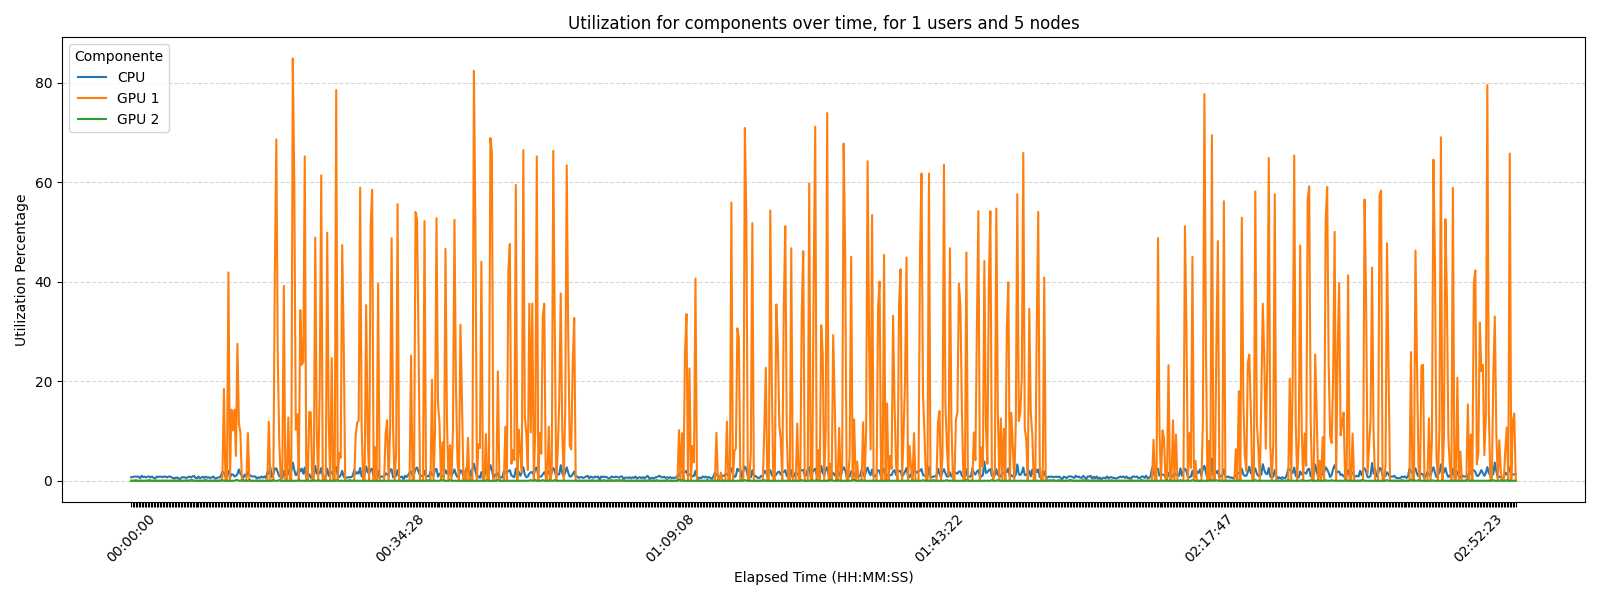 Utilization for components over time, for 1 users and 5 nodes
Componente
CPU
GPU 1
GPU 2
Utilization Percentage
80
60
40
20
0
00:00:00
00:34:28
01:09:08
01:43:22
02:17:47
02:52:23
Elapsed Time (HH:MM:SS)